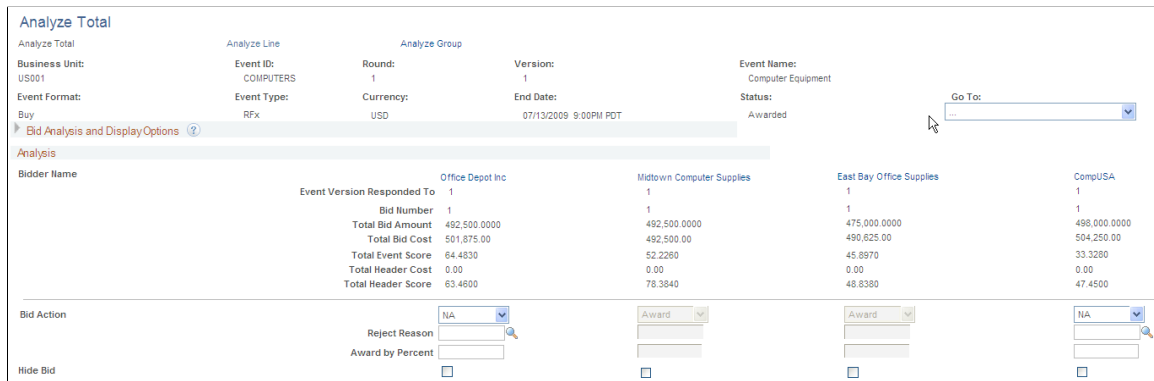 Analyze Total
Analyze Total Analyze Line Analyze Group
Business Unit: Event ID: Round: Version: Event Name:
US001 COMPUTERS 1 1 Computer Equipment
Event Format: Event Type: Currency: End Date: Status: Go To:
Buy RFx USD 07/13/2009 9:00PM PDT Awarded ...
Bid Analysis and Display Options ?
Analysis
Bidder Name Office Depot Inc Midtown Computer Supplies East Bay Office Supplies CompUSA
Event Version Responded To 1 1 1 1
Bid Number 1 1 1 1
Total Bid Amount 492,500.0000 492,500.0000 475,000.0000 498,000.0000
Total Bid Cost 501,875.00 492,500.00 490,625.00 504,250.00
Total Event Score 64.4830 52.2260 45.8970 33.3280
Total Header Cost 0.00 0.00 0.00 0.00
Total Header Score 63.4600 78.3840 48.8380 47.4500
Bid Action NA Award Award NA
Reject Reason
Award by Percent
Hide Bid